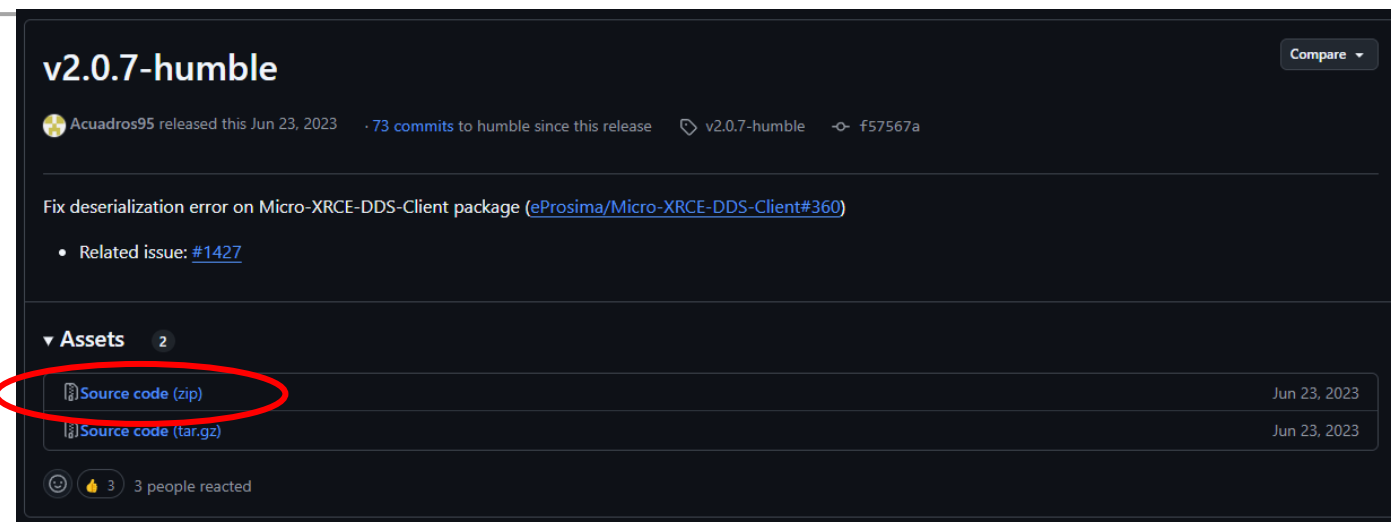 v2.0.7-humble
Compare
Acuadros95 released this Jun 23, 2023 · 73 commits to humble since this release v2.0.7-humble f57567a
Fix deserialization error on Micro-XRCE-DDS-Client package (eProsima/Micro-XRCE-DDS-Client#360)
• Related issue: #1427
Assets 2
Source code (zip) Jun 23, 2023
Source code (tar.gz) Jun 23, 2023
3 3 people reacted